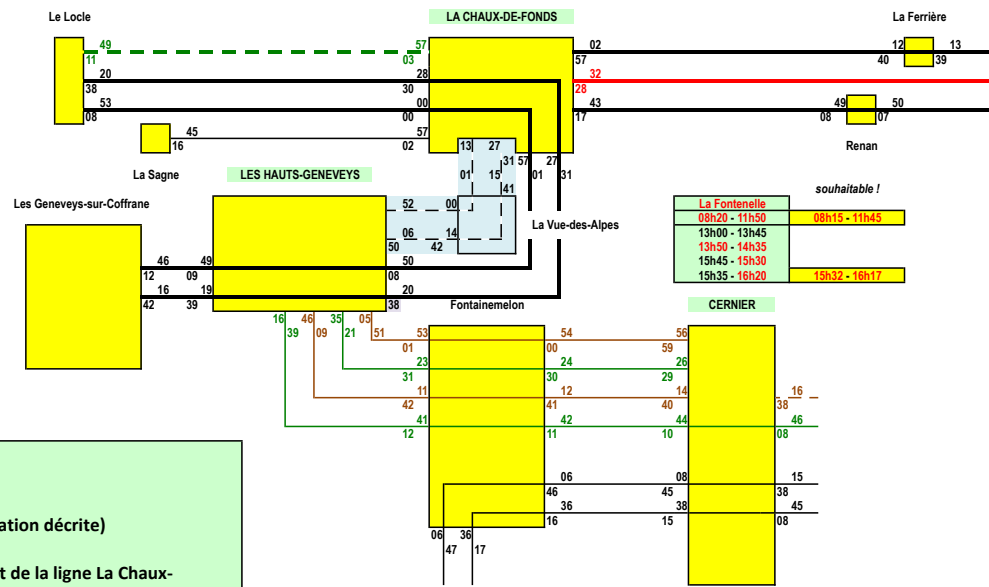 Le Locle LA CHAUX-DE-FONDS La Ferrière
49 57 02 12 13
11 03 57 40 39
20 28 32
38 30 28
53 00 43 49 50
08 00 17 08 07
45 57 13 27
16 02 31 57 27
Renan
01 15 01 31
La Sagne LES HAUTS-GENEVEYS 41
souhaitable !
Les Geneveys-sur-Coffrane 52 00 La Vue-des-Alpes
La Fontenelle
08h20 - 11h50 08h15 - 11h45
13h00 - 13h45
13h50 - 14h35
15h45 - 15h30
15h35 - 16h20 15h32 - 16h17
06 14
50 42
46 49 50
12 09 08
16 19 20
42 39 38
Fontainemelon CERNIER
16 46 35 05
39 09 21 51
53 54 56
01 00 59
23 24 26
31 30 29
11 12 14 16
42 41 40 38
41 42 44 46
12 11 10 08
06 08 15
46 45 38
36 38 45
16 15 08
06 36
47 17
ation décrite)
t de la ligne La Chaux-